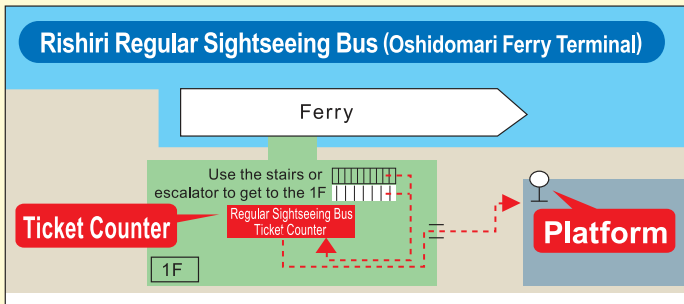 Rishiri Regular Sightseeing Bus (Oshidomari Ferry Terminal)
Ferry
Use the stairs or
escalator to get to the 1F
Ticket Counter
Regular Sightseeing Bus
Ticket Counter
Platform
1F